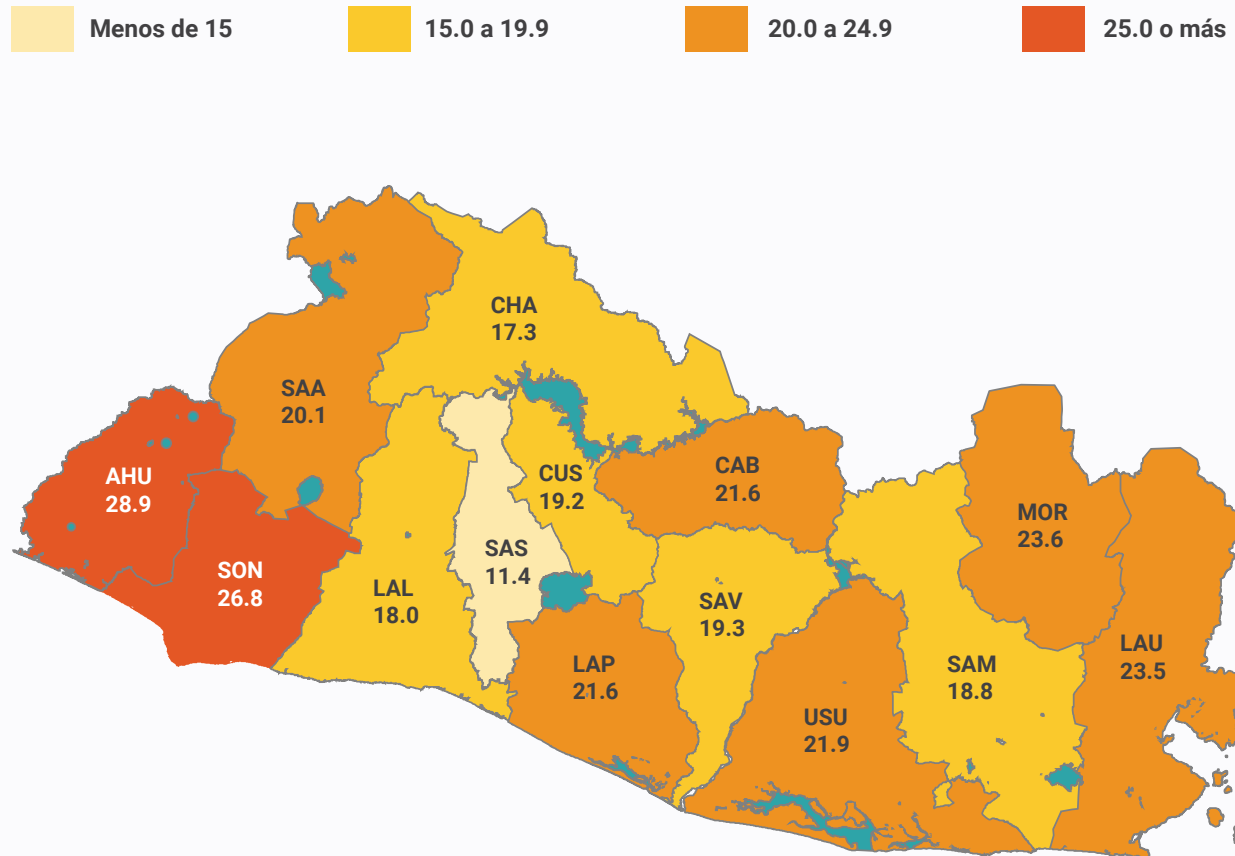 Menos de 15
15.0 a 19.9
20.0 a 24.9
25.0 o más
CHA
17.3
SAA
20.1
AHU
28.9
CUS
19.2
CAB
21.6
MOR
23.6
SON
26.8
LAL
18.0
SAS
11.4
SAV
19.3
LAP
21.6
LAU
23.5
SAM
18.8
USU
21.9